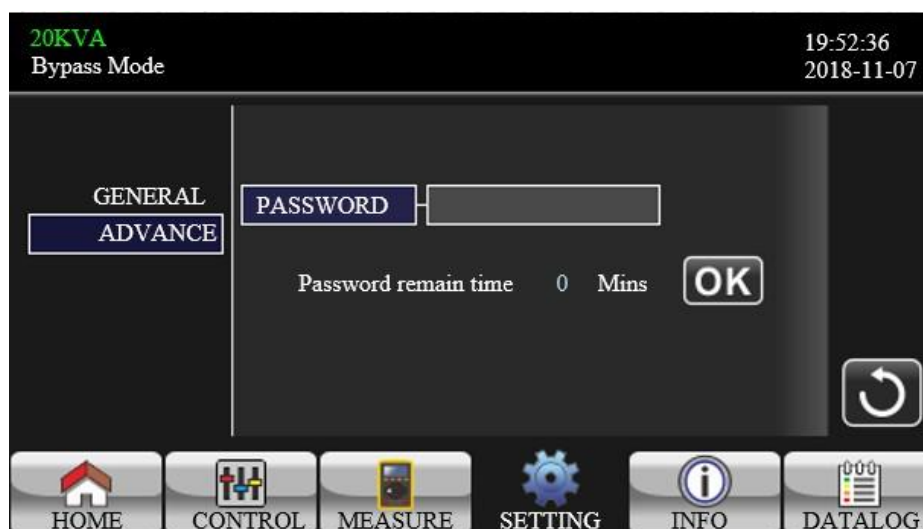 20KVA
Bypass Mode
19:52:36
2018-11-07
GENERAL
ADVANCE
PASSWORD
Password remain time 0 Mins
OK
HOME
CONTROL
MEASURE
SETTING
INFO
DATALOG